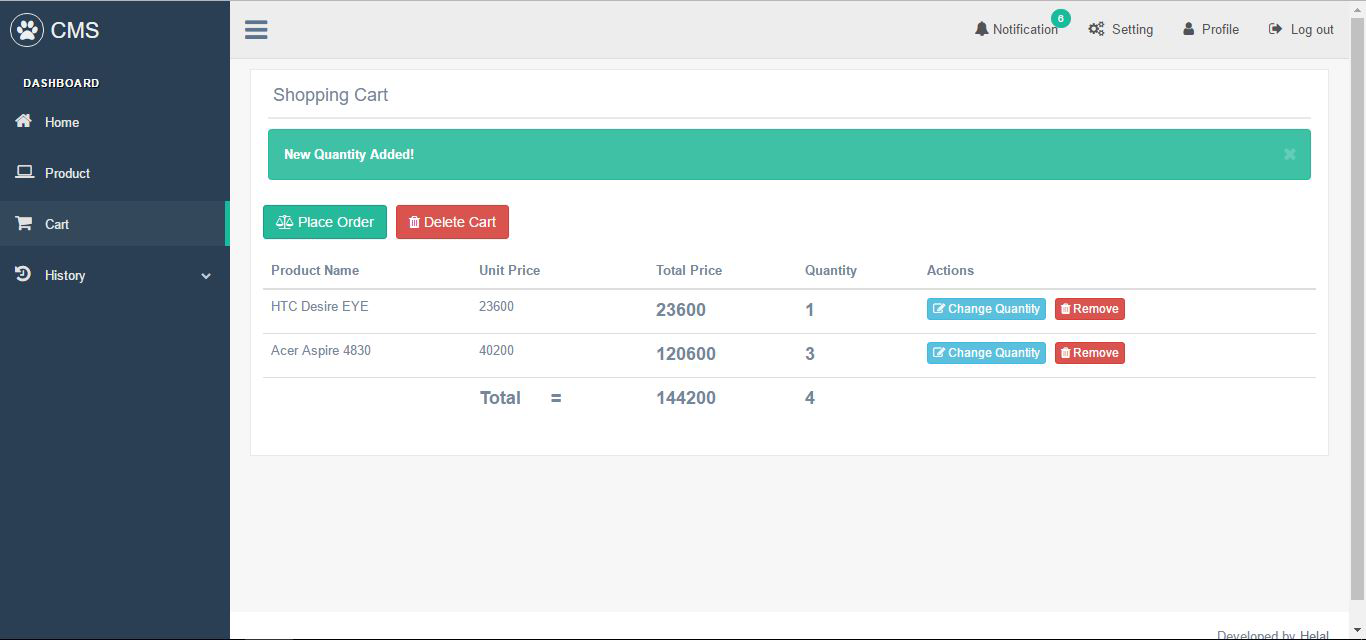 CMS
Notification 6 Setting Profile Log out
DASHBOARD
Home
Product
Cart
History
Shopping Cart
New Quantity Added!
Place Order Delete Cart
Product Name Unit Price Total Price Quantity Actions
HTC Desire EYE 23600 23600 1 Change Quantity Remove
Acer Aspire 4830 40200 120600 3 Change Quantity Remove
Total = 144200 4
Developed by Helal